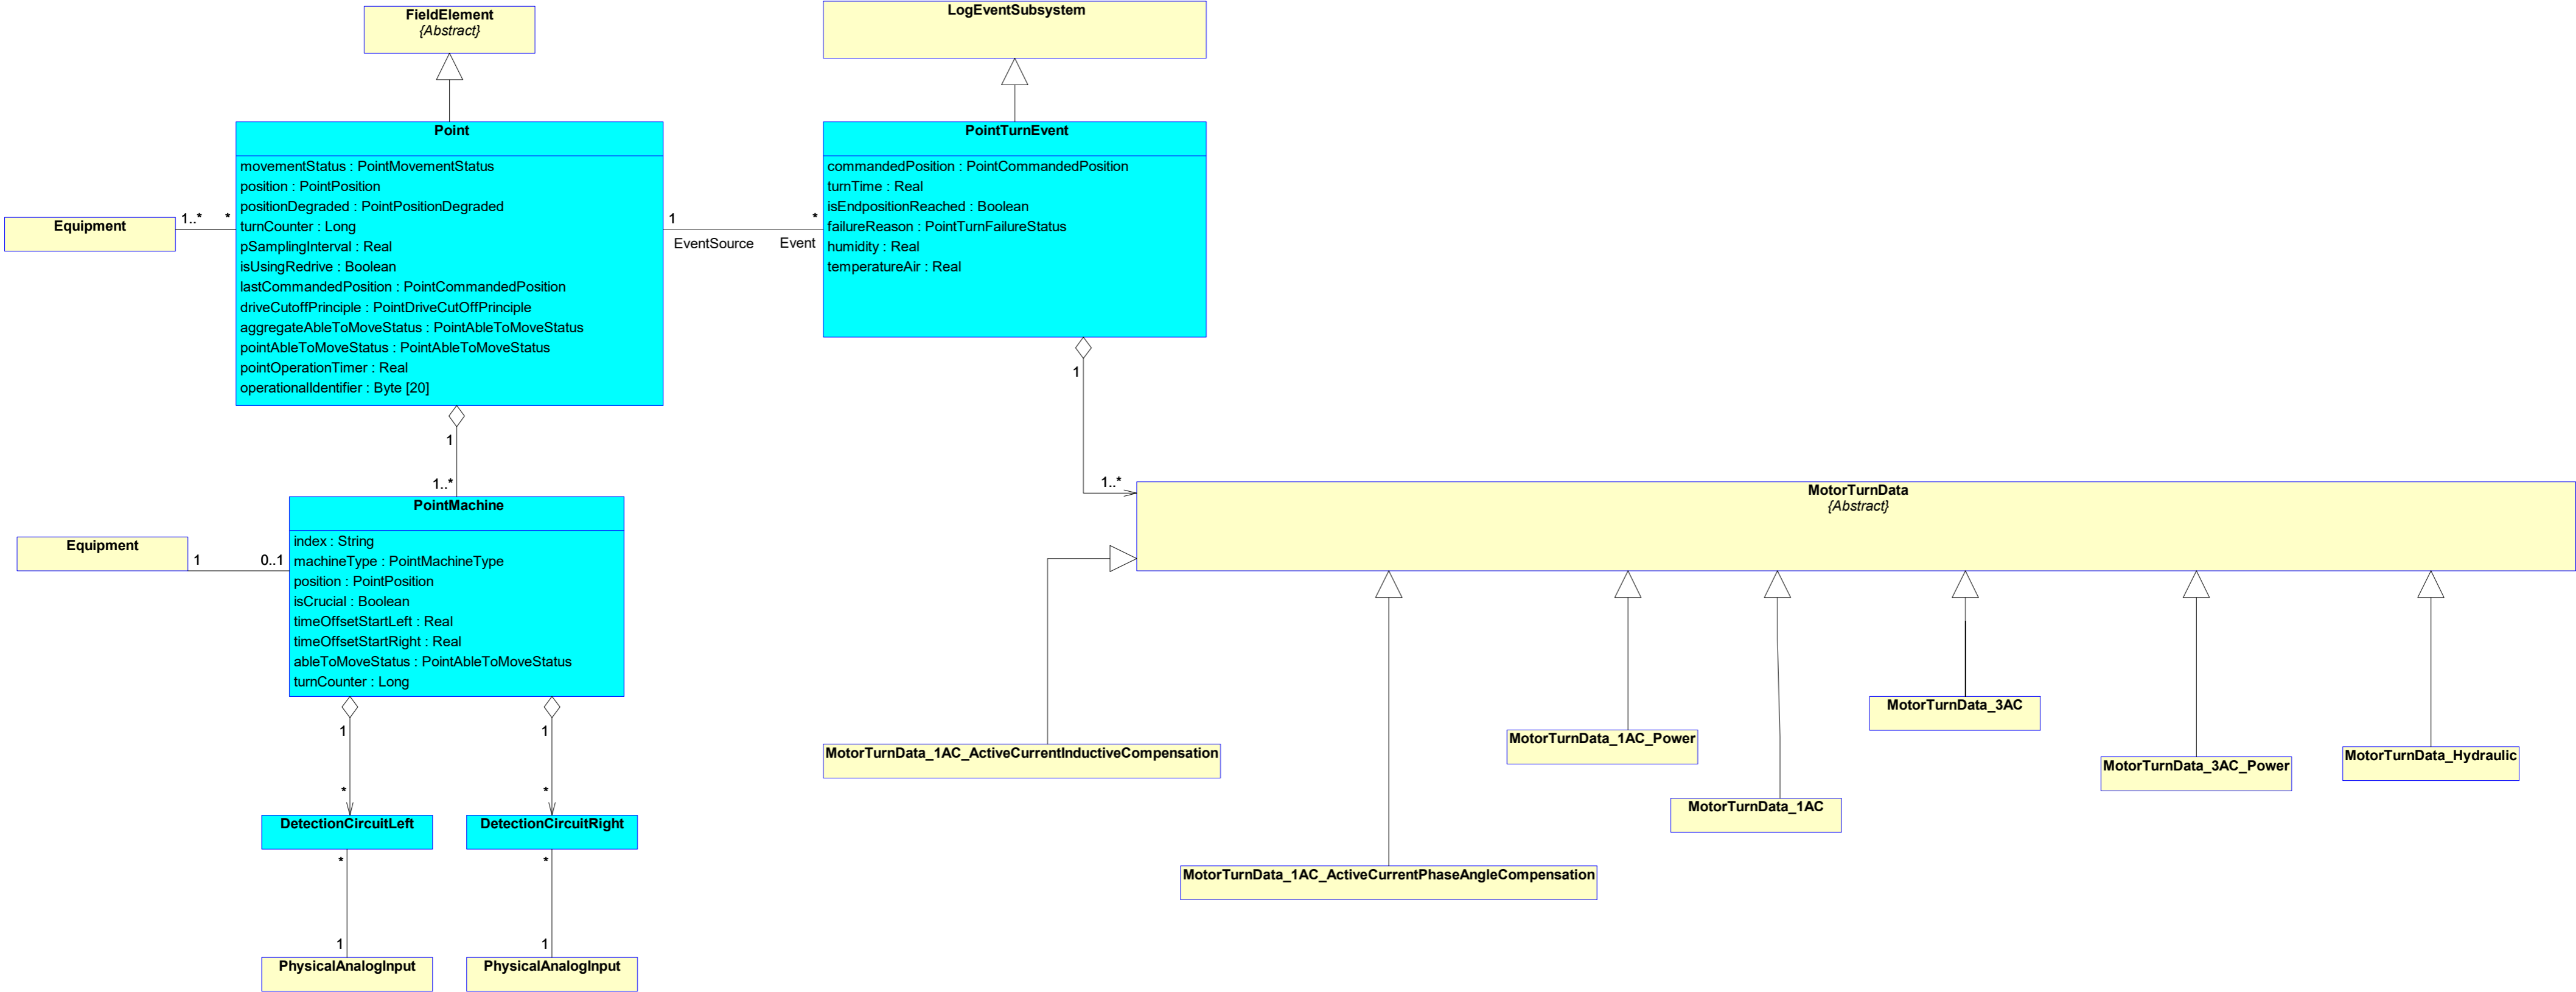 FieldElement
{Abstract}
LogEventSubsystem
Point
movementStatus : PointMovementStatus
position : PointPosition
positionDegraded : PointPositionDegraded
turnCounter : Long
pSamplingInterval : Real
isUsingRedrive : Boolean
lastCommandedPosition : PointCommandedPosition
driveCutoffPrinciple : PointDriveCutOffPrinciple
aggregateAbleToMoveStatus : PointAbleToMoveStatus
pointAbleToMoveStatus : PointAbleToMoveStatus
pointOperationTimer : Real
operationalIdentifier : Byte [20]
Equipment
1..*
*
1
EventSource
*
Event
PointTurnEvent
commandedPosition : PointCommandedPosition
turnTime : Real
isEndpositionReached : Boolean
failureReason : PointTurnFailureStatus
humidity : Real
temperatureAir : Real
1
1..*
1
1..*
MotorTurnData
{Abstract}
PointMachine
index : String
machineType : PointMachineType
position : PointPosition
isCrucial : Boolean
timeOffsetStartLeft : Real
timeOffsetStartRight : Real
ableToMoveStatus : PointAbleToMoveStatus
turnCounter : Long
Equipment
1
0..1
1
*
1
*
DetectionCircuitLeft
DetectionCircuitRight
*
1
*
1
PhysicalAnalogInput
PhysicalAnalogInput
MotorTurnData_1AC_ActiveCurrentInductiveCompensation
MotorTurnData_1AC_ActiveCurrentPhaseAngleCompensation
MotorTurnData_1AC_Power
MotorTurnData_1AC
MotorTurnData_3AC
MotorTurnData_3AC_Power
MotorTurnData_Hydraulic